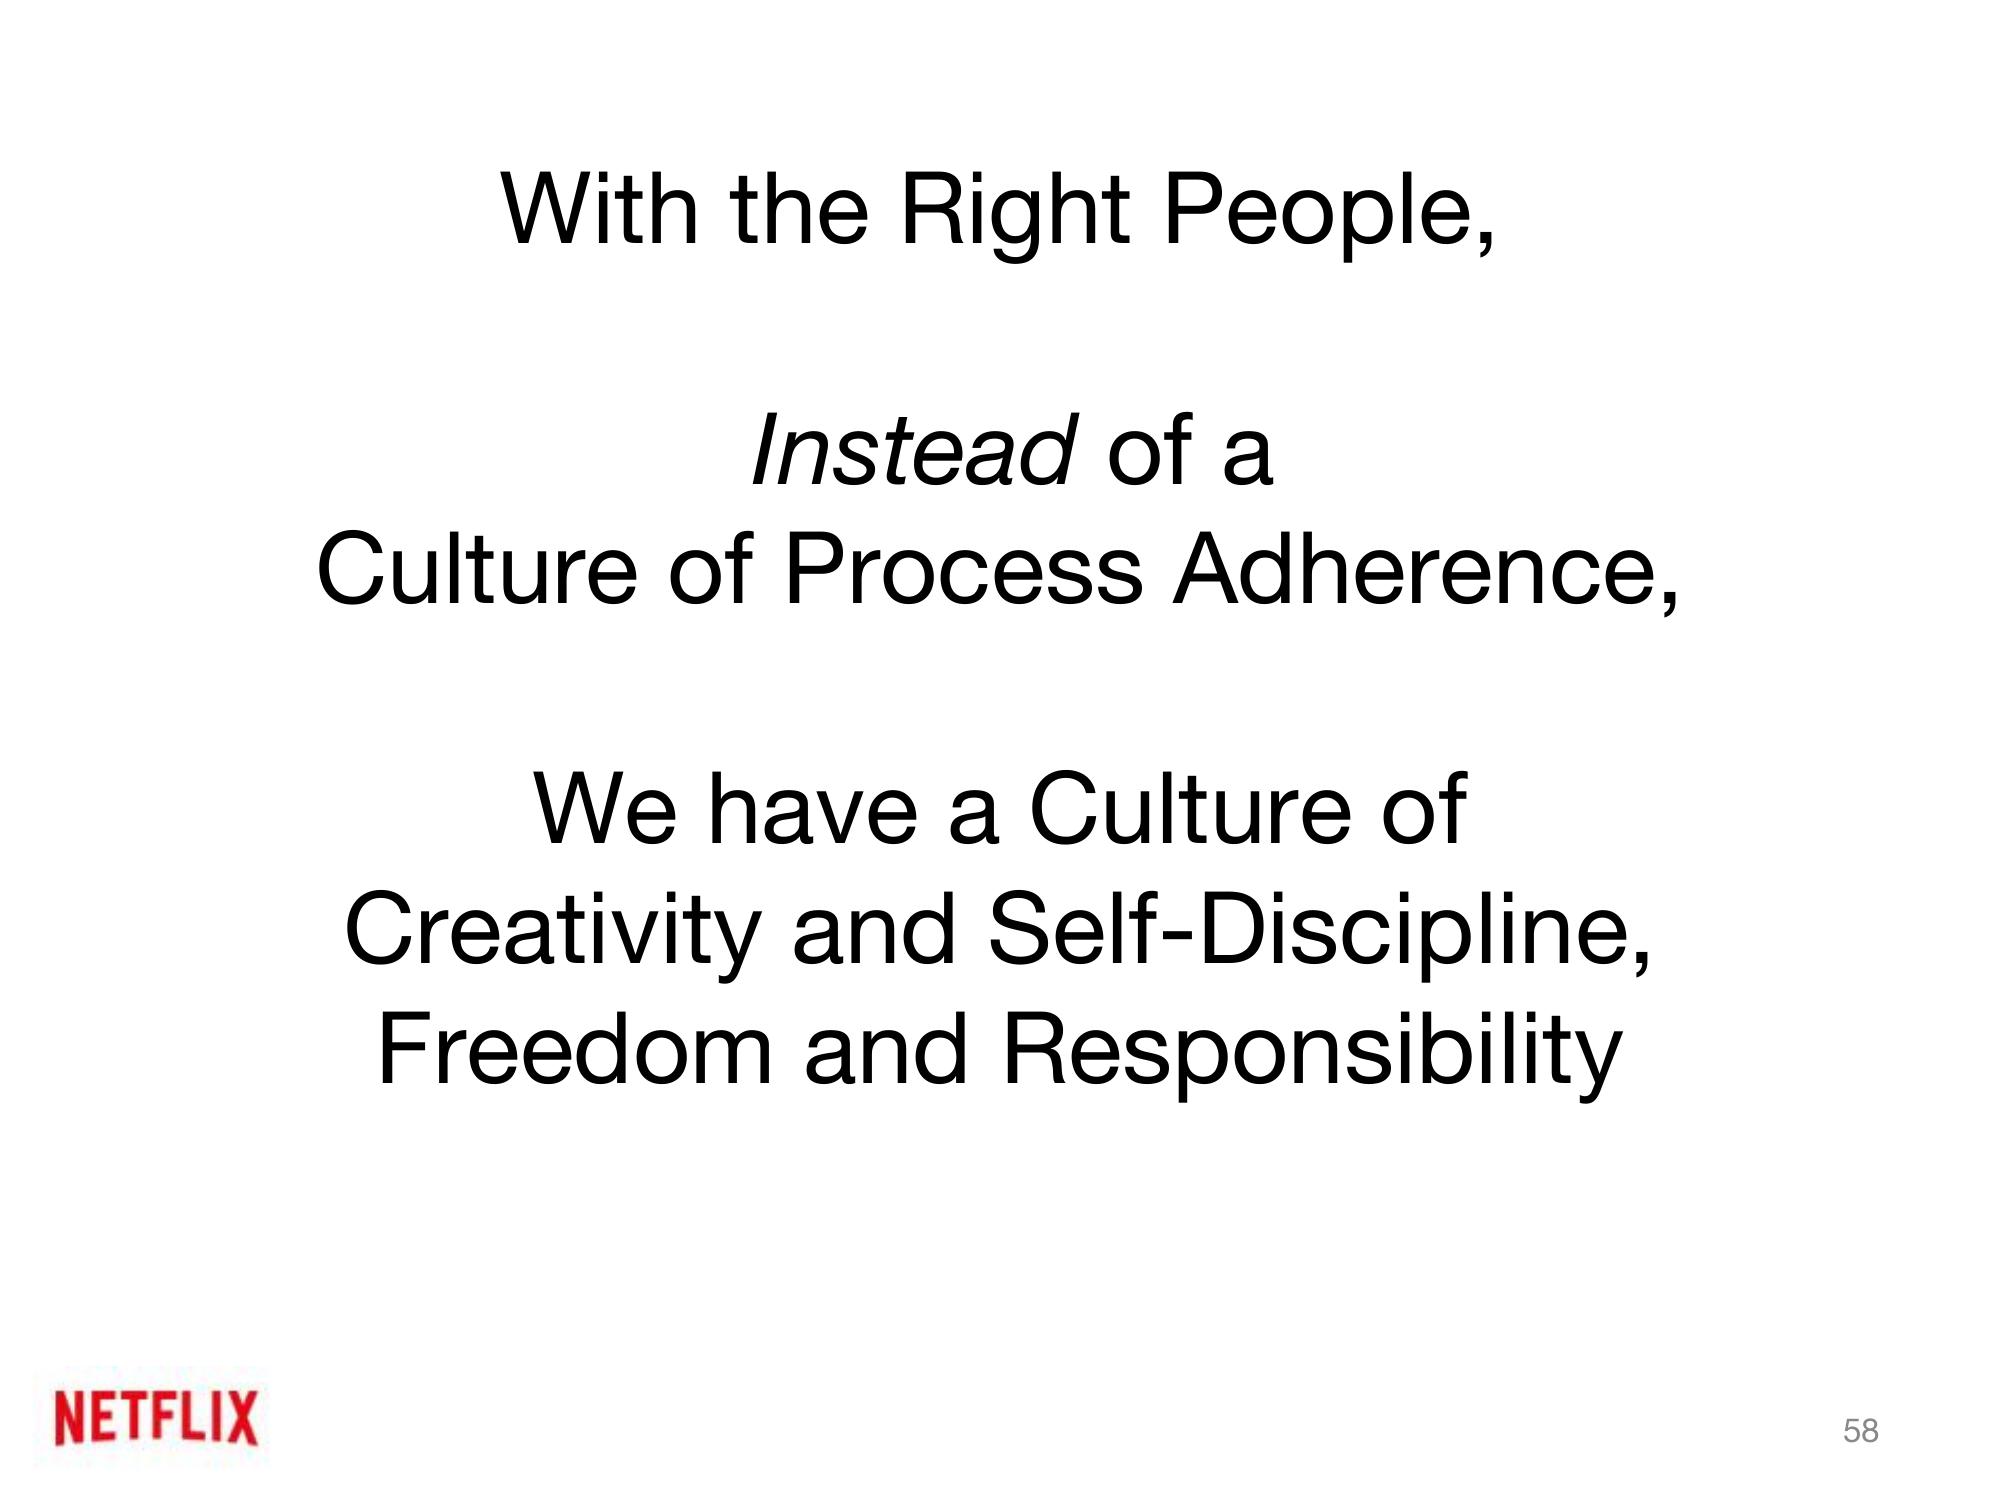 With the Right People,
Instead of a
Culture of Process Adherence,
We have a Culture of
Creativity and Self-Discipline,
Freedom and Responsibility
NETFLIX
58